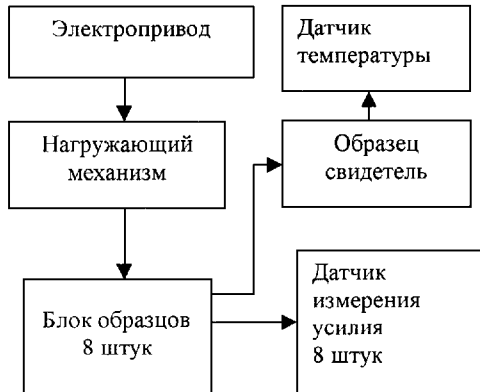 Электропривод
Датчик
температуры
Нагружающий
механизм
Образец
свидетель
Блок образцов
8 штук
Датчик
измерения
усилия
8 штук